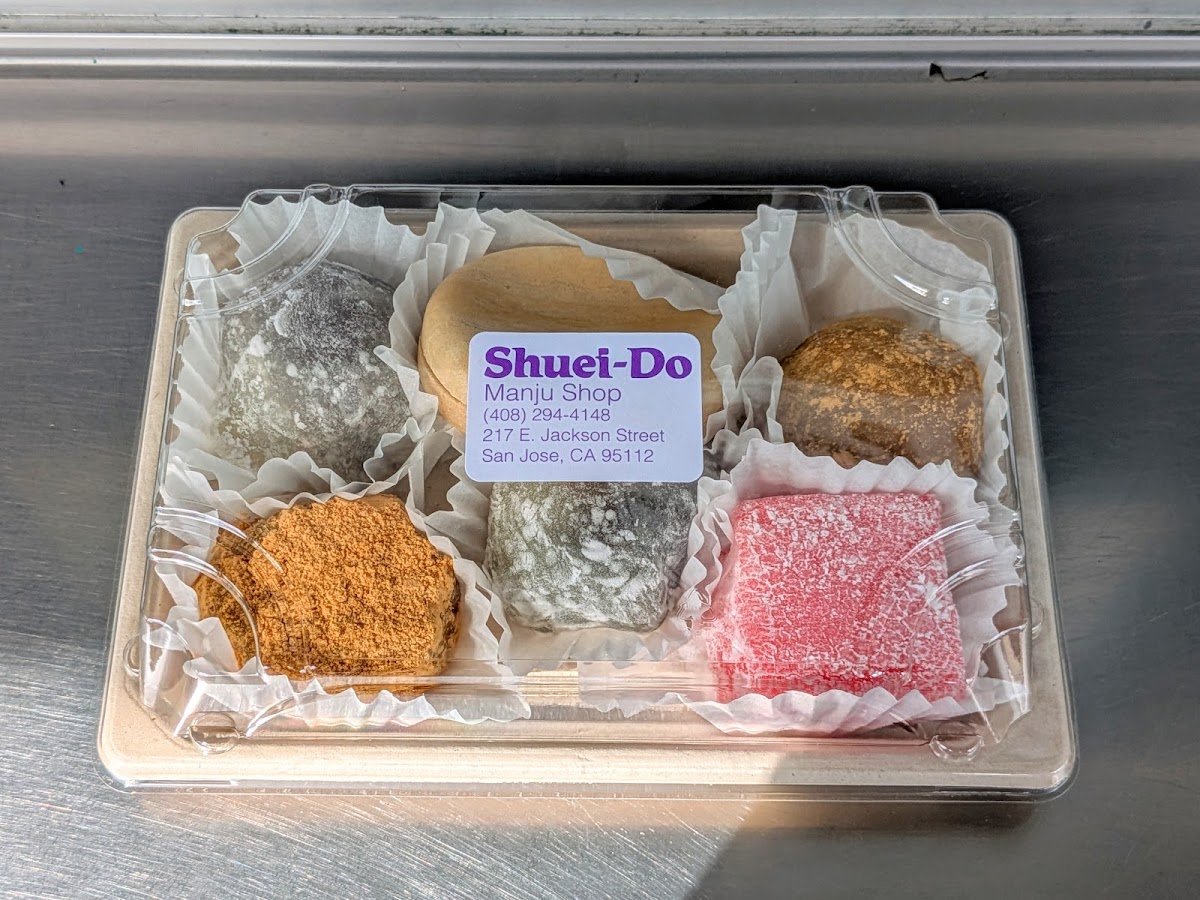 Shuei-Do
Manju Shop
(408) 294-4148
217 E. Jackson Street
San Jose, CA 95112